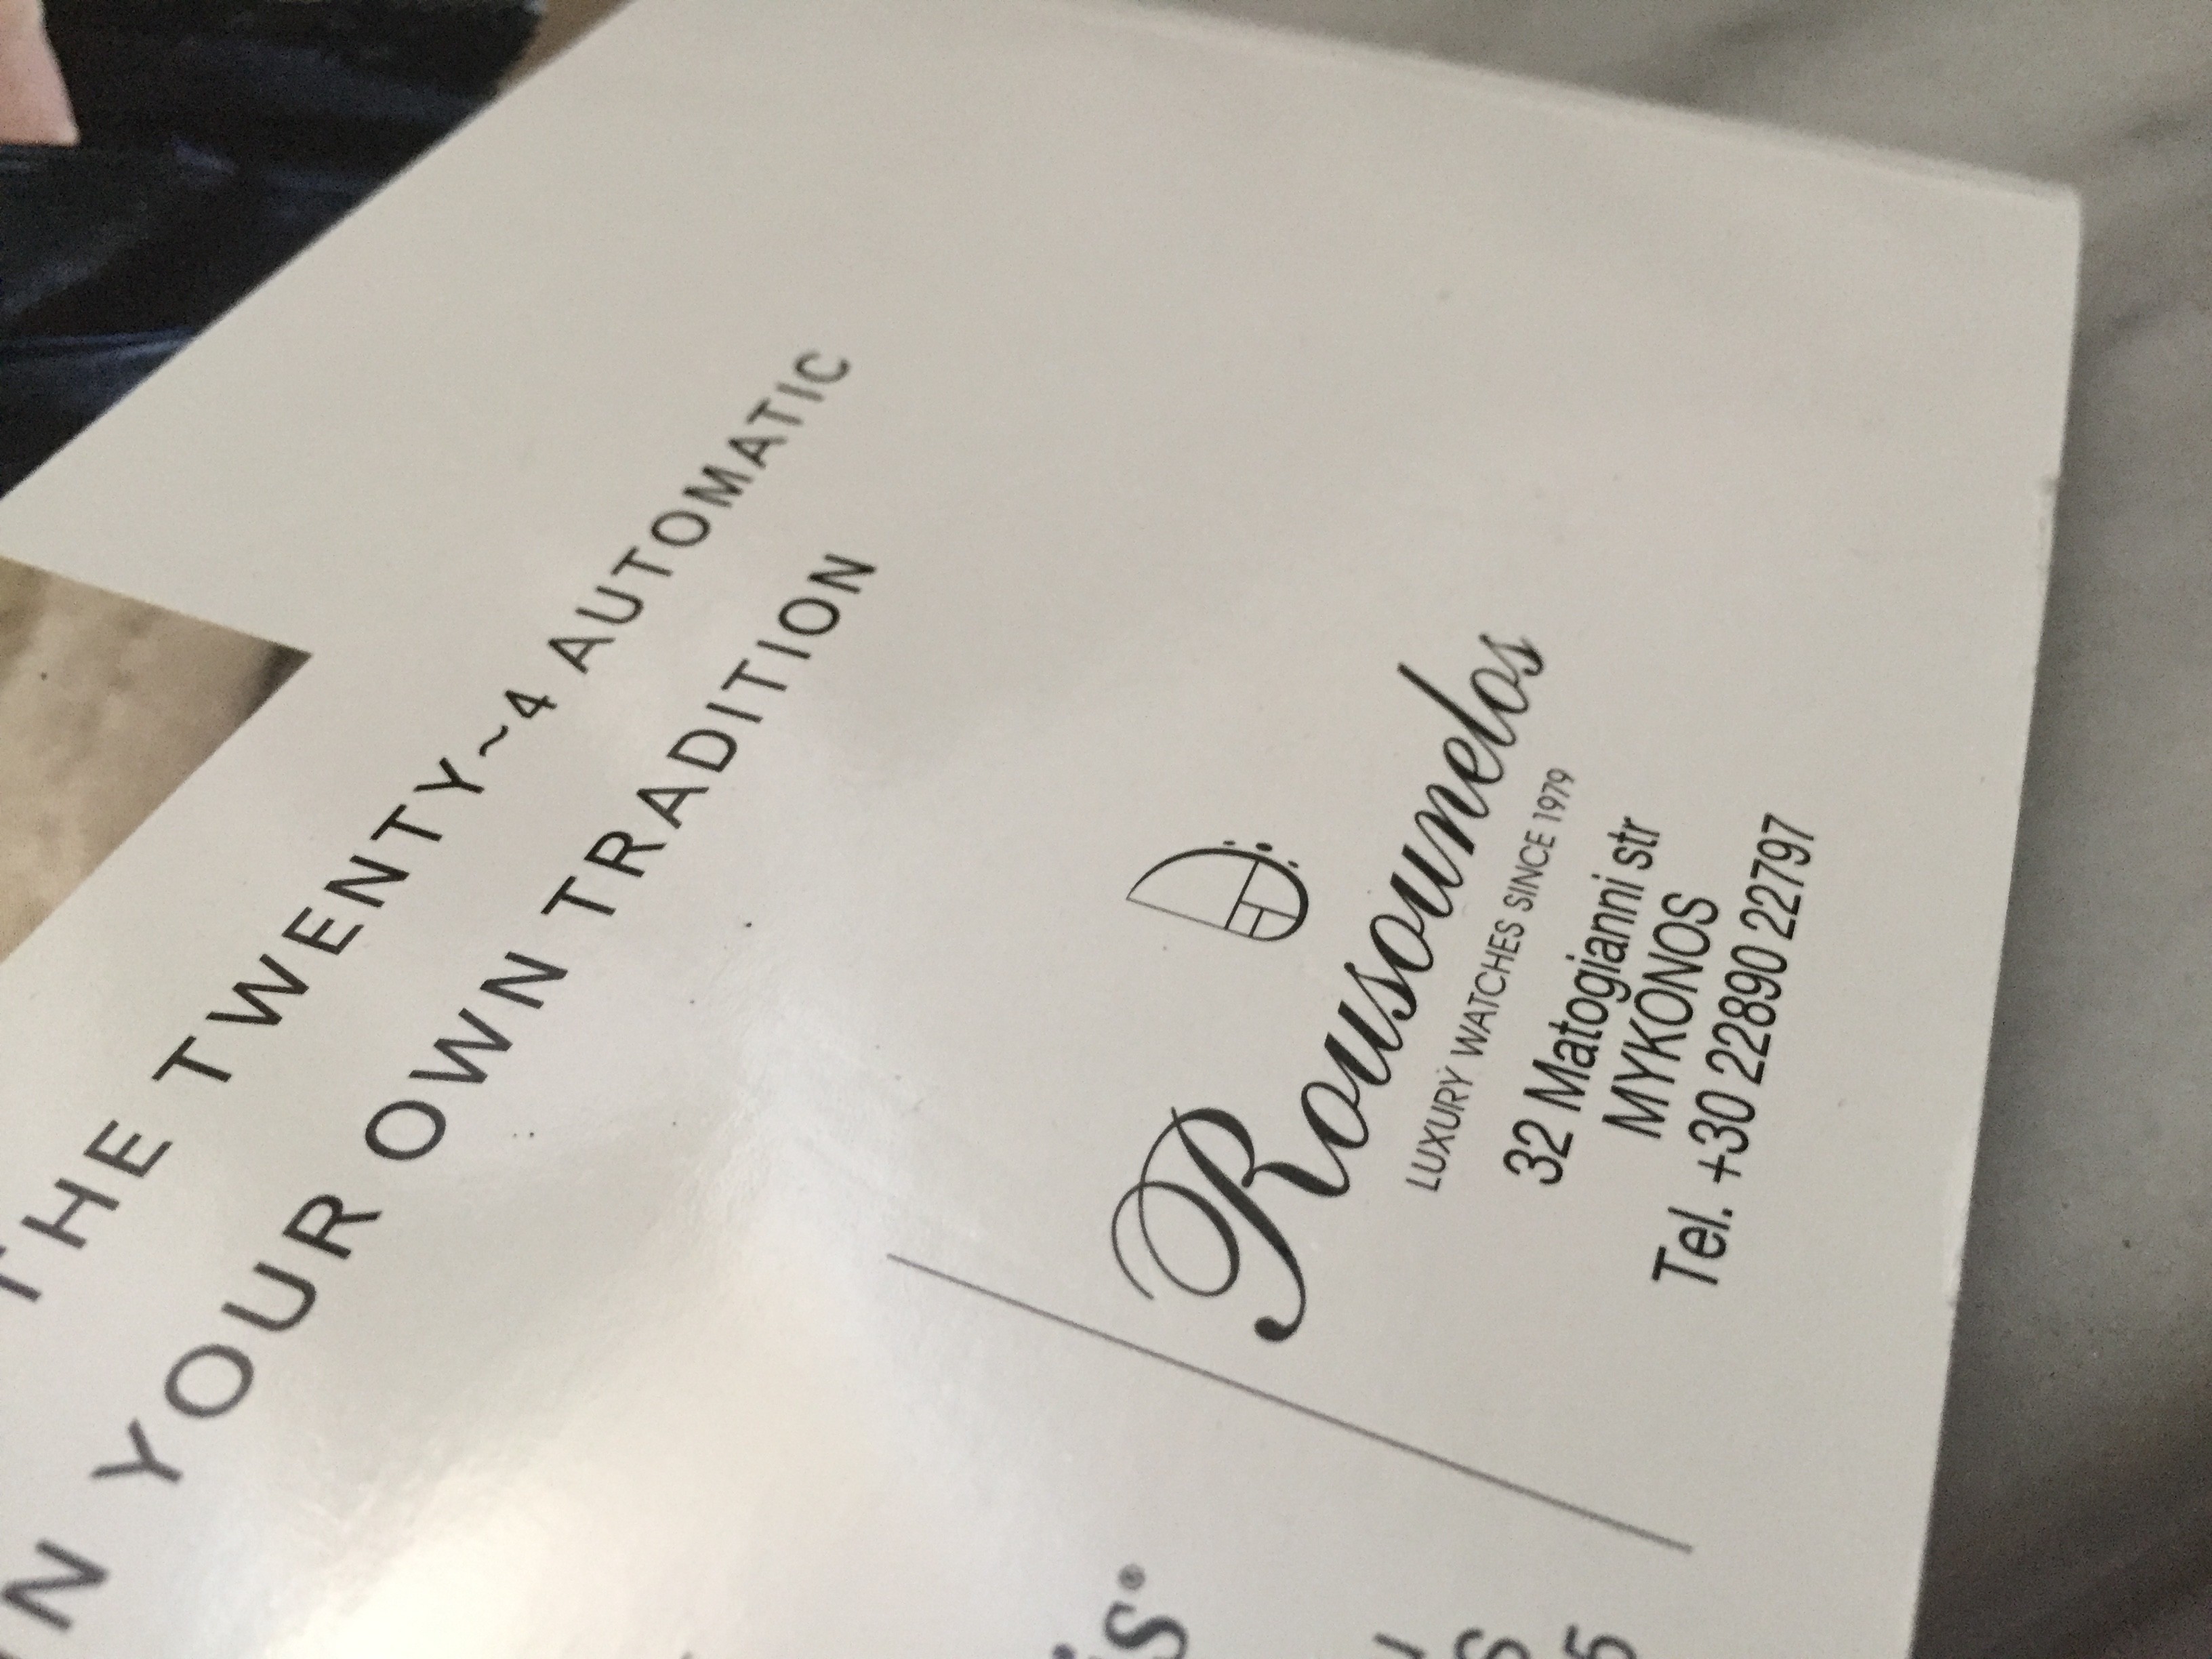 THE TWENTY~4 AUTOMATIC
YOUR OWN TRADITION
Rousounelos
LUXURY WATCHES SINCE 1979
32 Matogianni str
MYKONOS
Tel. +30 22890 22797